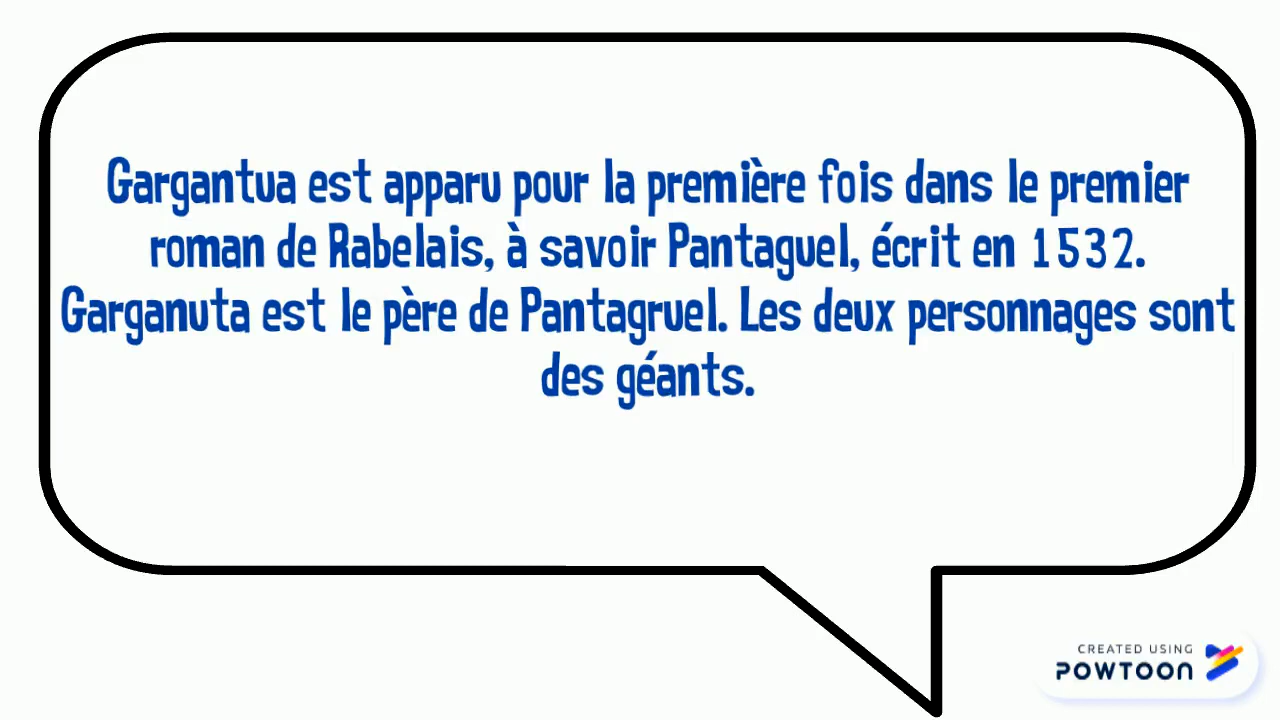 Gargantua est apparu pour la première fois dans le premier
roman de Rabelais, à savoir Pantaguel, écrit en 1532.
Garganuta est le père de Pantagruel. Les deux personnages sont
des géants.
CREATED USING
POWTOON